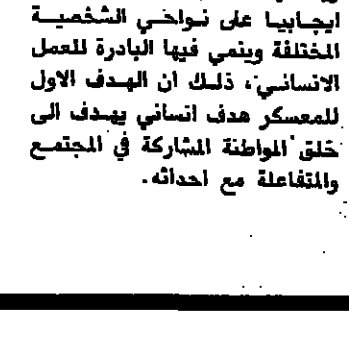 ايجابيا على نواحي الشخصية
المختلفة وينمي فيها البادرة للعمل
الانساني، ذلك ان الهدف الاول
للمعسكر هدف انساني يهدف الى
خلق المواطنة المشاركة في المجتمع
والمتفاعلة مع احداثه.